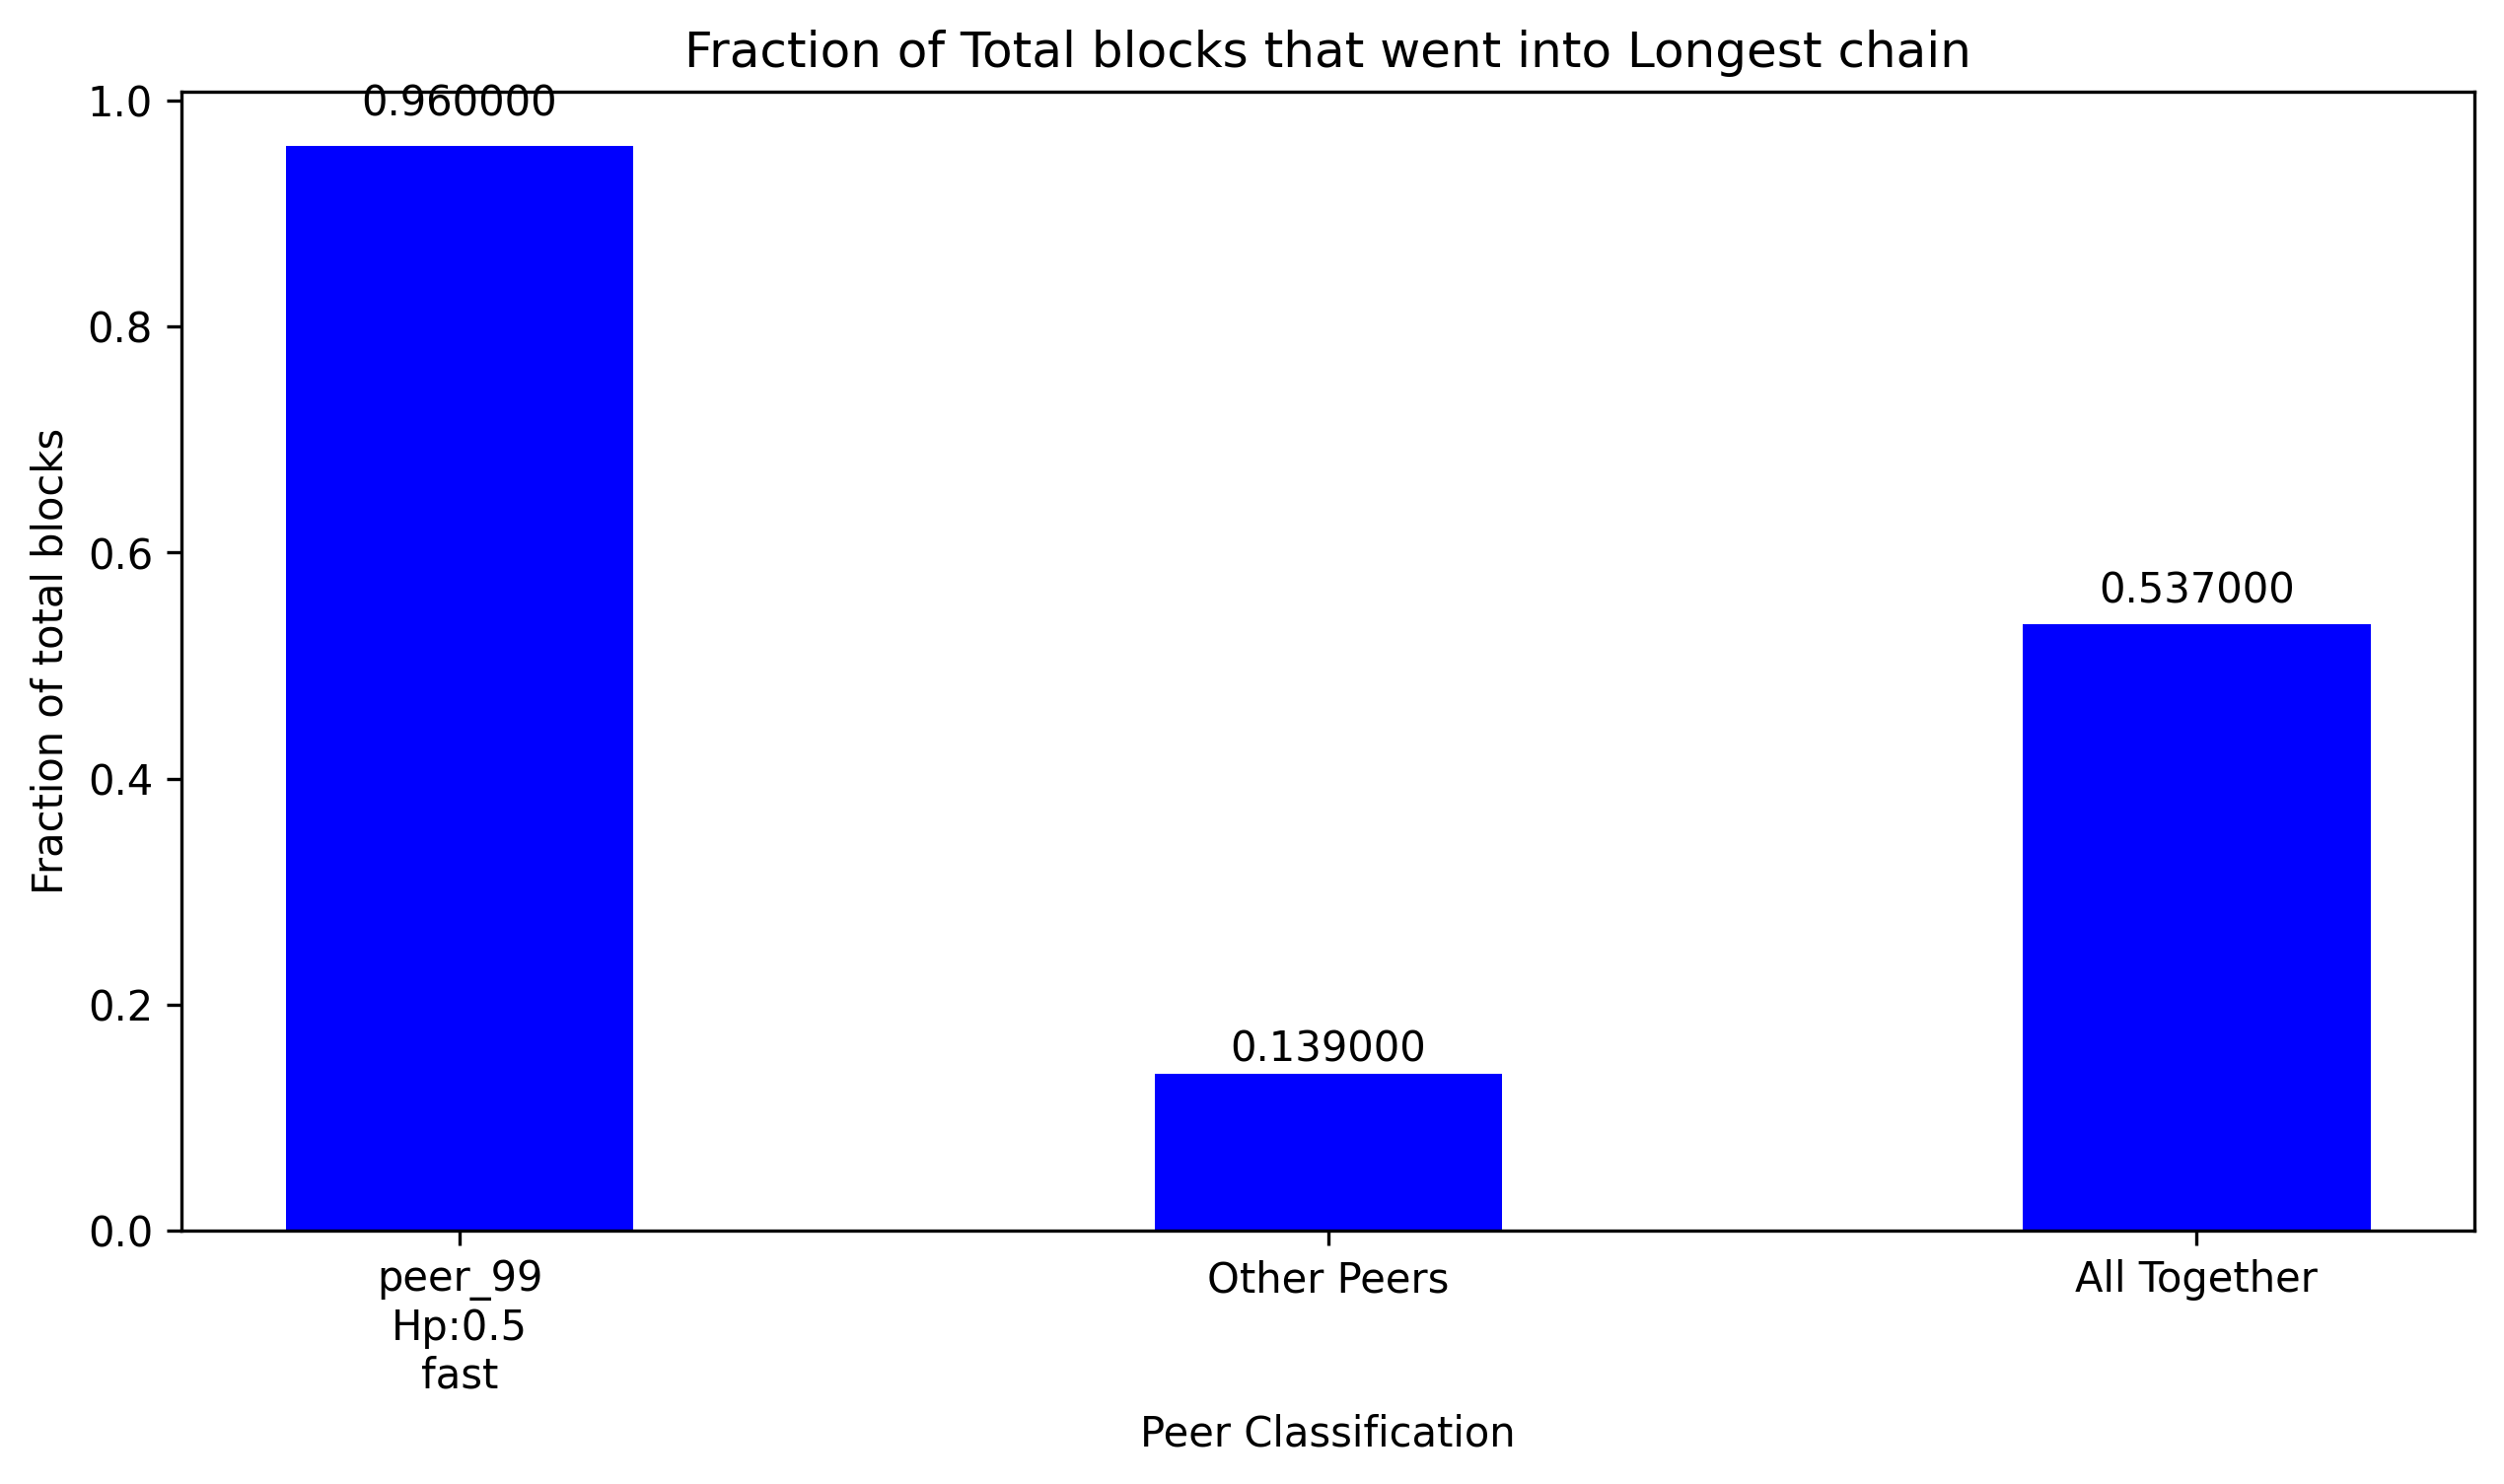 Fraction of Total blocks that went into Longest chain
Fraction of total blocks
1.0
0.8
0.6
0.4
0.2
0.0
0.960000
0.139000
0.537000
peer_99
Hp:0.5
fast
Other Peers
All Together
Peer Classification